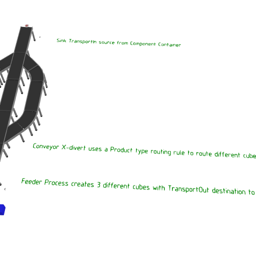 Sink Transportin source from Component Container
Conveyor X-divert uses a Product type routing rule to route different cube
Feeder Process creates 3 different cubes with TransportOut destination to